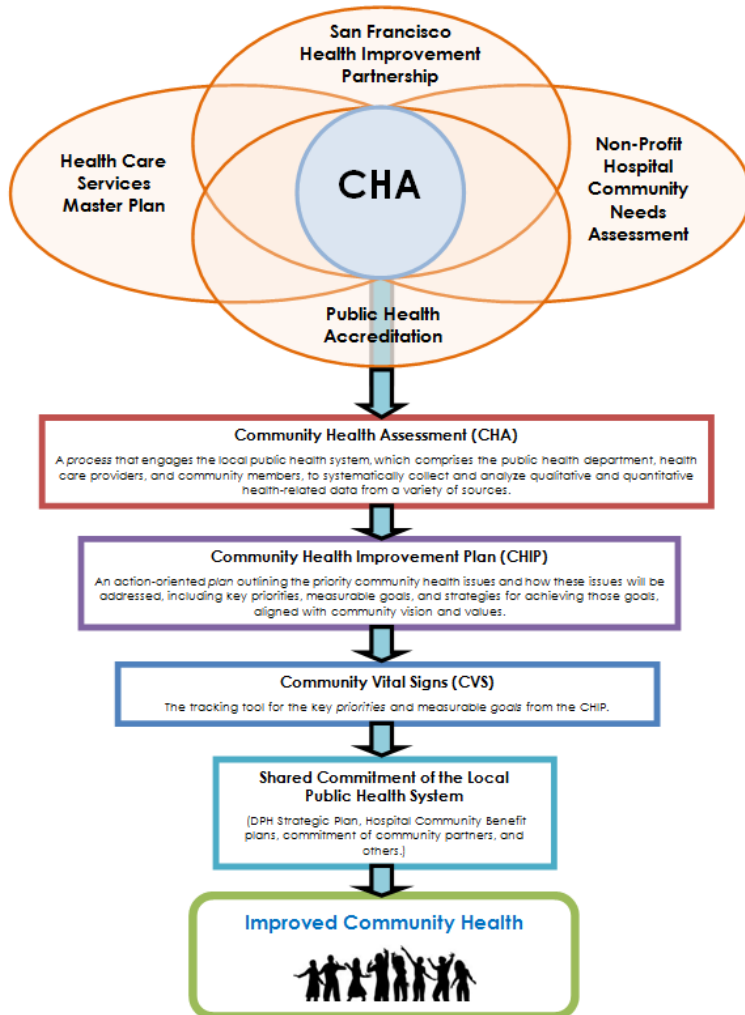 San Francisco
Health Improvement
Partnership
Health Care
Services
Master Plan
CHA
Non-Profit
Hospital
Community
Needs
Assessment
Public Health
Accreditation
Community Health Assessment (CHA)
A process that engages the local public health system, which comprises the public health department, health
care providers, and community members, to systematically collect and analyze qualitative and quantitative
health-related data from a variety of sources.
Community Health Improvement Plan (CHIP)
An action-oriented plan outlining the priority community health issues and how these issues will be
addressed, including key priorities, measurable goals, and strategies for achieving those goals,
aligned with community vision and values.
Community Vital Signs (CVS)
The tracking tool for the key priorities and measurable goals from the CHIP.
Shared Commitment of the Local
Public Health System
(DPH Strategic Plan, Hospital Community Benefit
plans, commitment of community partners, and
others.)
Improved Community Health